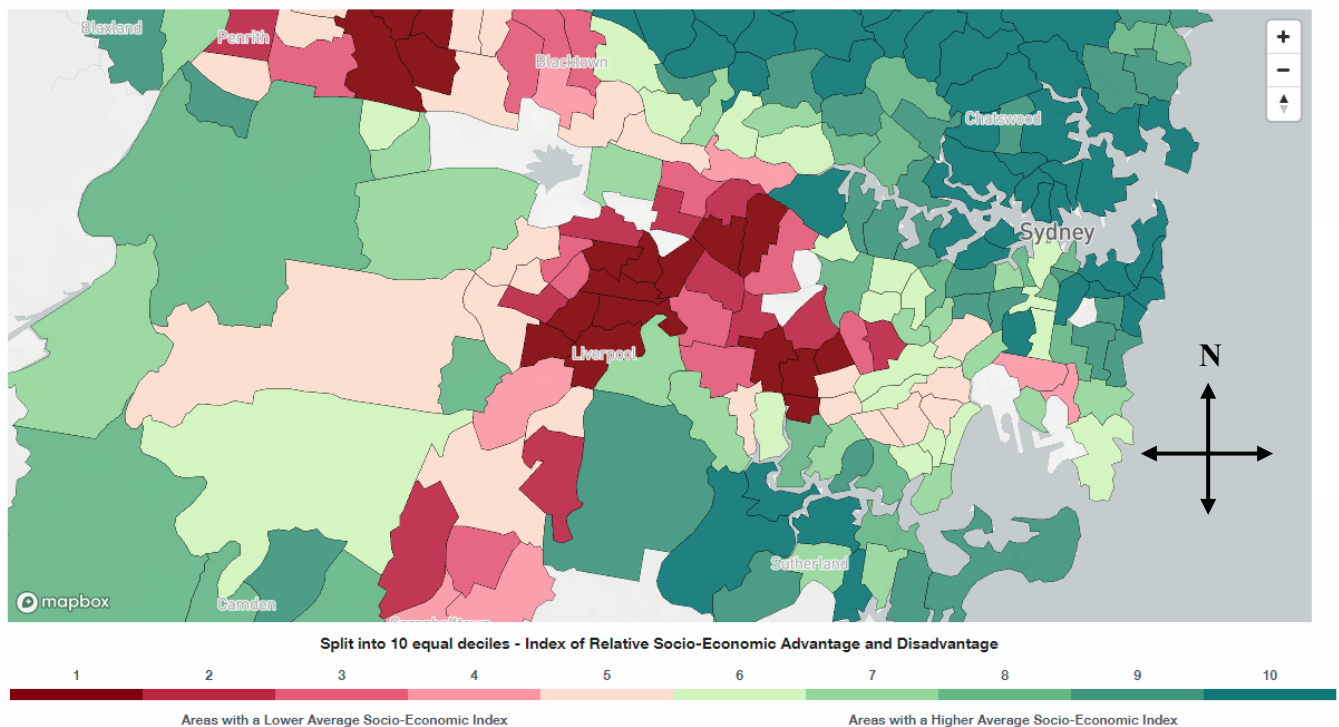 Blaxland
Penrith
Blacktown
+
−
Chatswood
Sydney
Liverpool
N
Sutherland
Camden
Campbelltown
mapbox
Split into 10 equal deciles - Index of Relative Socio-Economic Advantage and Disadvantage
1 2 3 4 5 6 7 8 9 10
Areas with a Lower Average Socio-Economic Index Areas with a Higher Average Socio-Economic Index